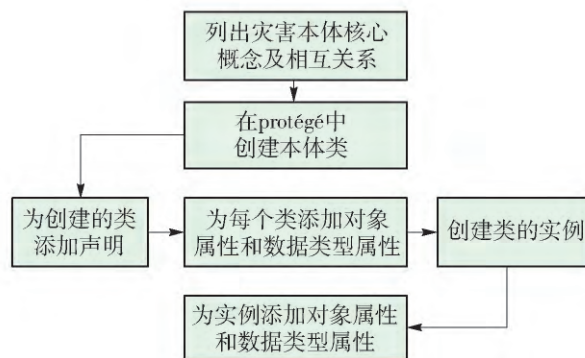 列出灾害本体核心
概念及相互关系
在protégé中
创建本体类
为创建的类
添加声明
为每个类添加对象
属性和数据类型属性
创建类的实例
为实例添加对象属性
和数据类型属性